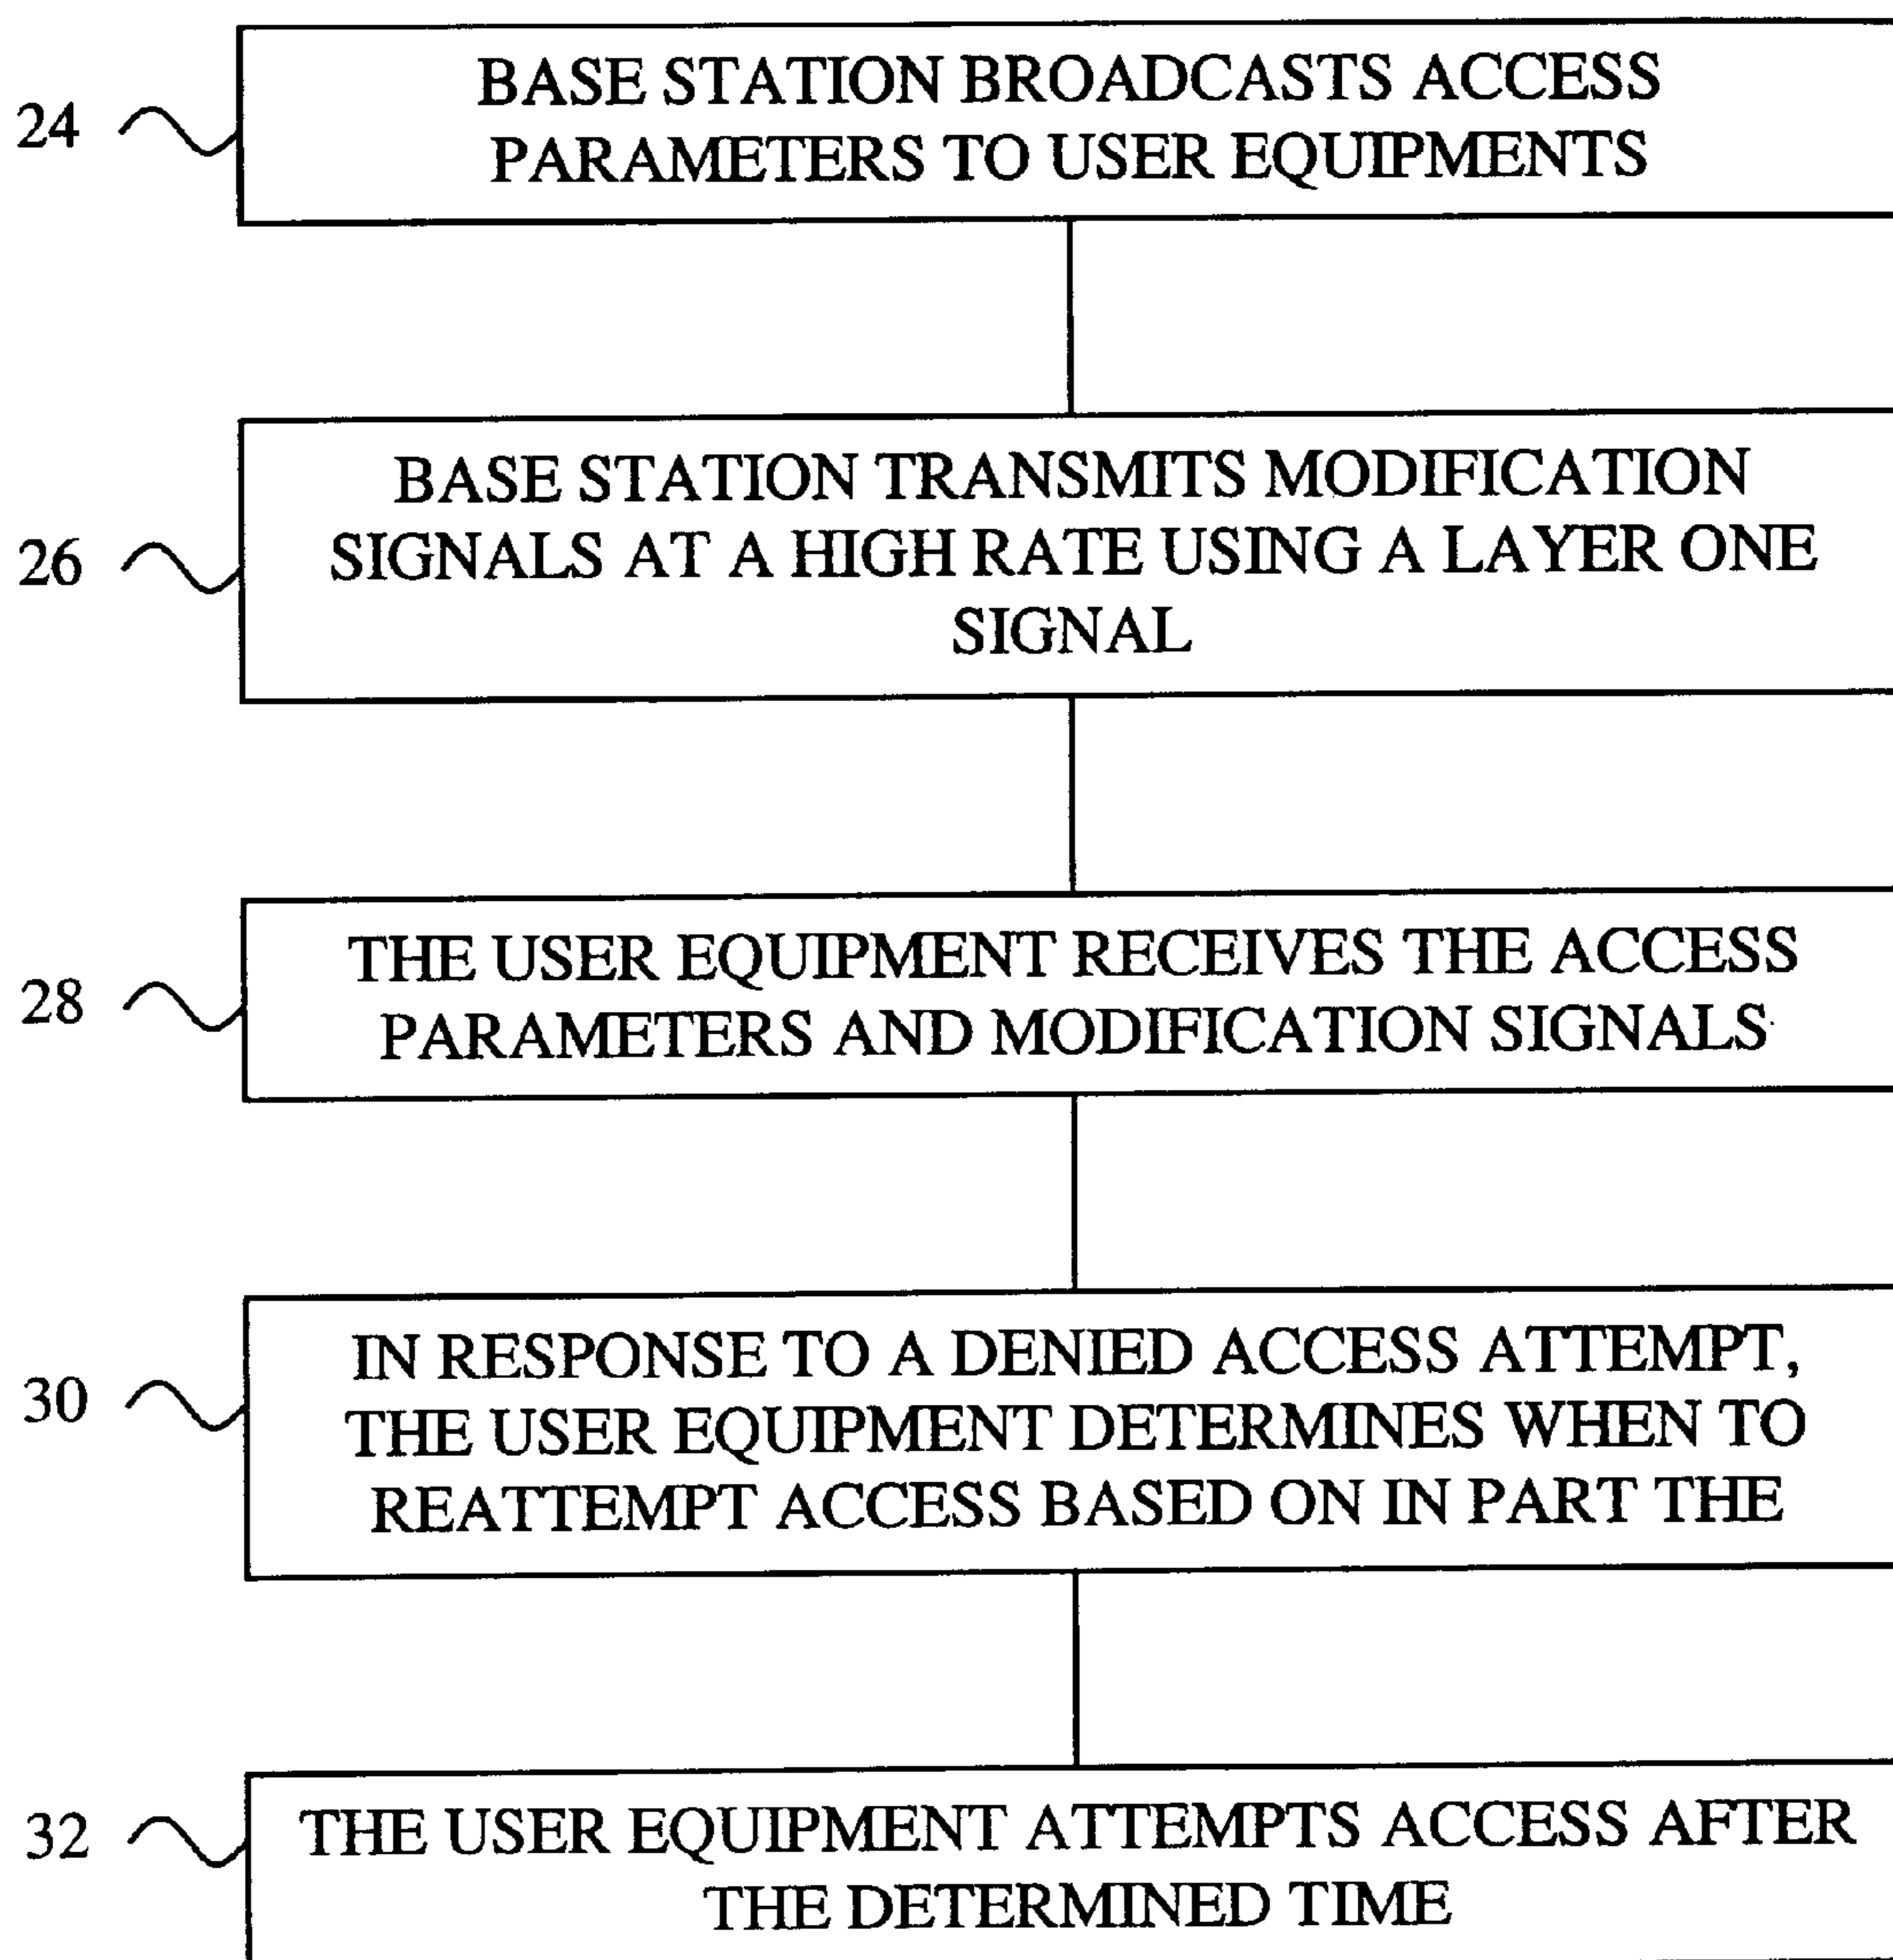 24
BASE STATION BROADCASTS ACCESS
PARAMETERS TO USER EQUIPMENTS
26
BASE STATION TRANSMITS MODIFICATION
SIGNALS AT A HIGH RATE USING A LAYER ONE
SIGNAL
28
THE USER EQUIPMENT RECEIVES THE ACCESS
PARAMETERS AND MODIFICATION SIGNALS
30
IN RESPONSE TO A DENIED ACCESS ATTEMPT,
THE USER EQUIPMENT DETERMINES WHEN TO
REATTEMPT ACCESS BASED ON IN PART THE
32
THE USER EQUIPMENT ATTEMPTS ACCESS AFTER
THE DETERMINED TIME